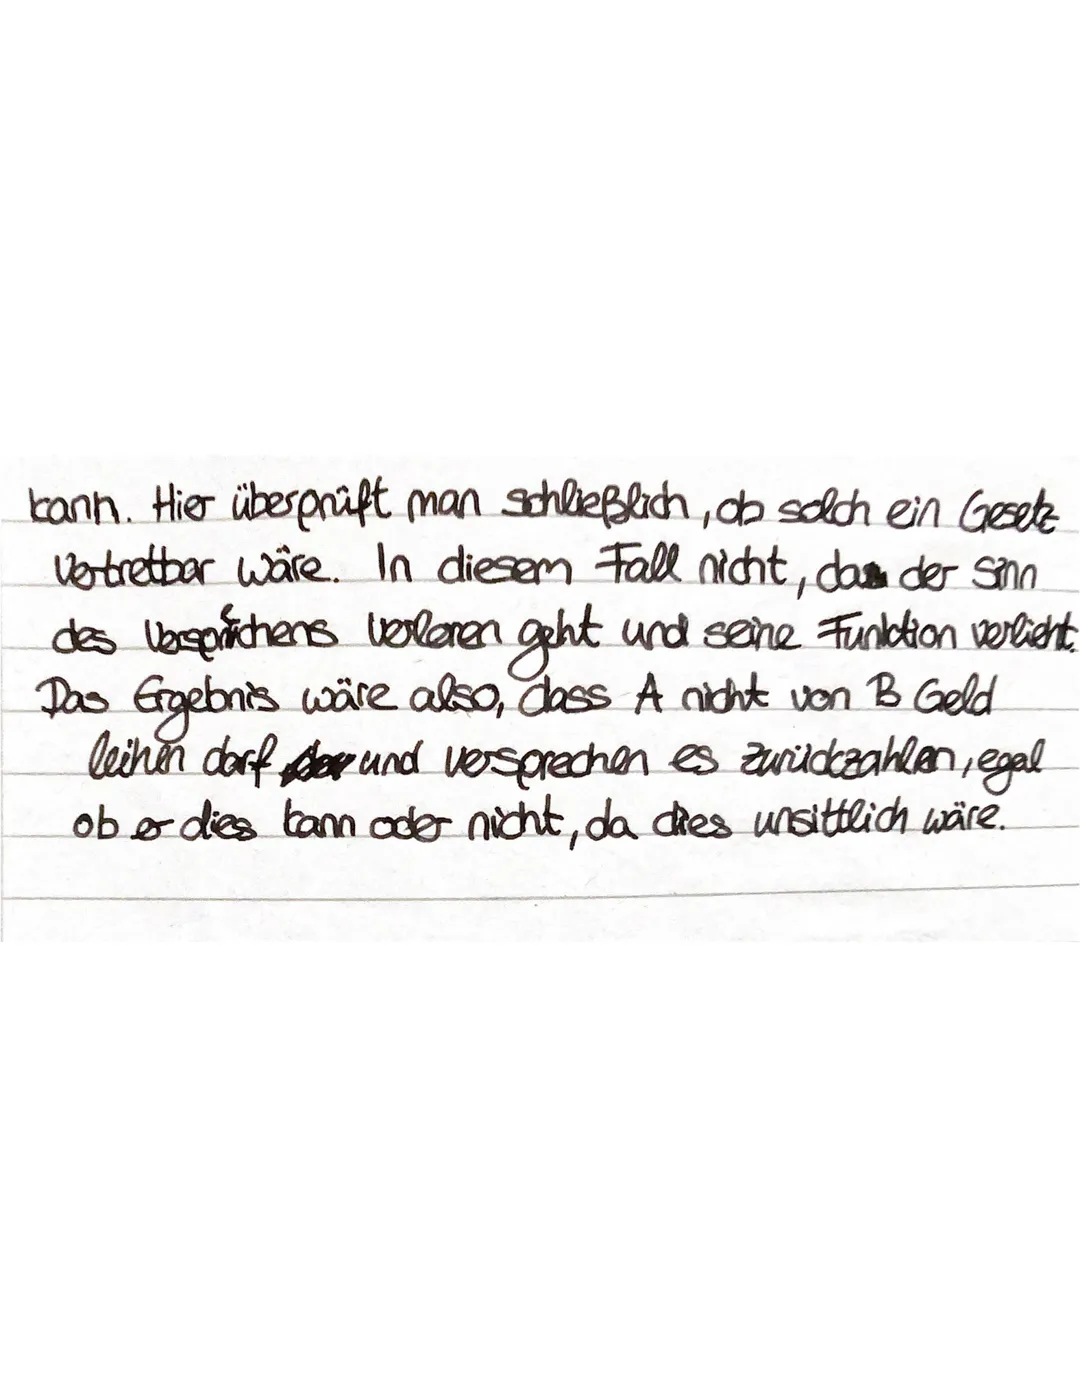 kann. Hier überprüft man schließlich, ob solch ein Gesetz
vertretbar wäre. In diesem Fall nicht, da der Sinn
des Versprechens verloren geht und seine Funktion verlieht.
Das Ergebnis wäre also, dass A nicht von B Geld
leihen darf und versprechen es zurückzahlen, egal
ob er dies kann oder nicht, da dies unsittlich wäre.